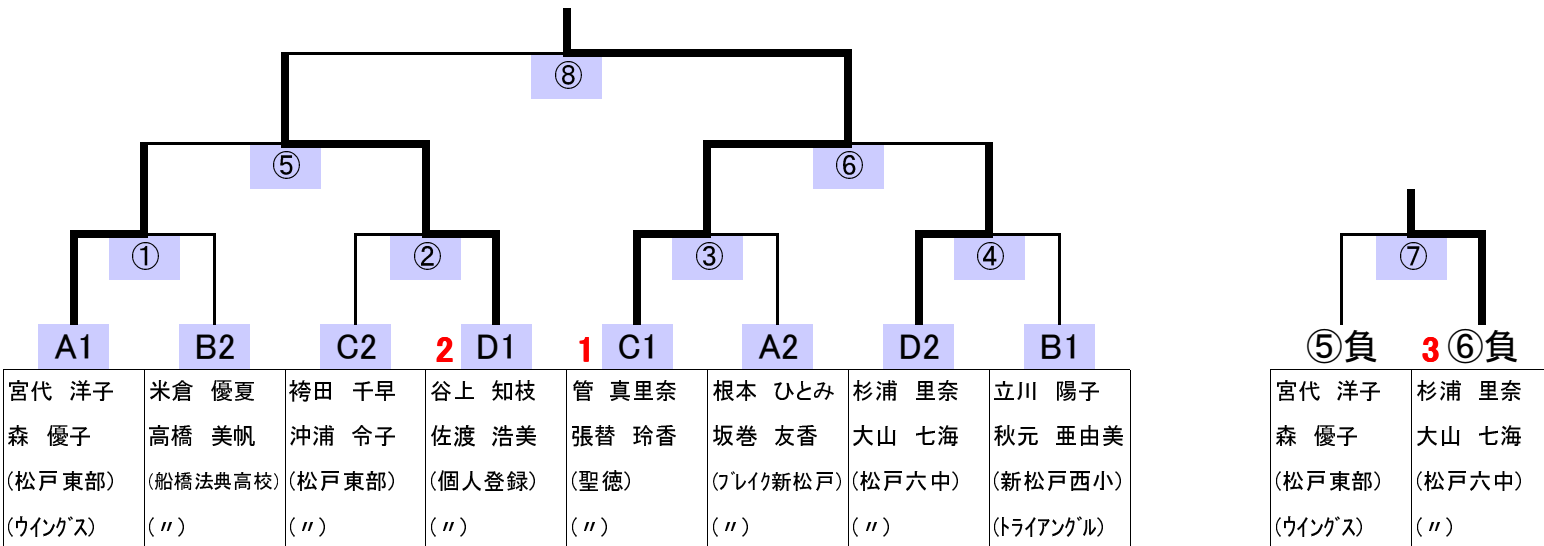 ⑧
⑤ ⑥
① ② ③ ④ ⑦
A1 B2 C2 2 D1 1 C1 A2 D2 B1 ⑤負 3 ⑥負
宮代 洋子 米倉 優夏 袴田 千早 谷上 知枝 管 真里奈 根本 ひとみ 杉浦 里奈 立川 陽子 宮代 洋子 杉浦 里奈
森 優子 高橋 美帆 沖浦 令子 佐渡 浩美 張替 玲香 坂巻 友香 大山 七海 秋元 亜由美 森 優子 大山 七海
(松戸東部) (船橋法典高校) (松戸東部) (個人登録) (聖徳) (ブレイク新松戸) (松戸六中) (新松戸西小) (松戸東部) (松戸六中)
(ウイングス) (〃) (〃) (〃) (〃) (〃) (〃) (トライアングル) (ウイングス) (〃)